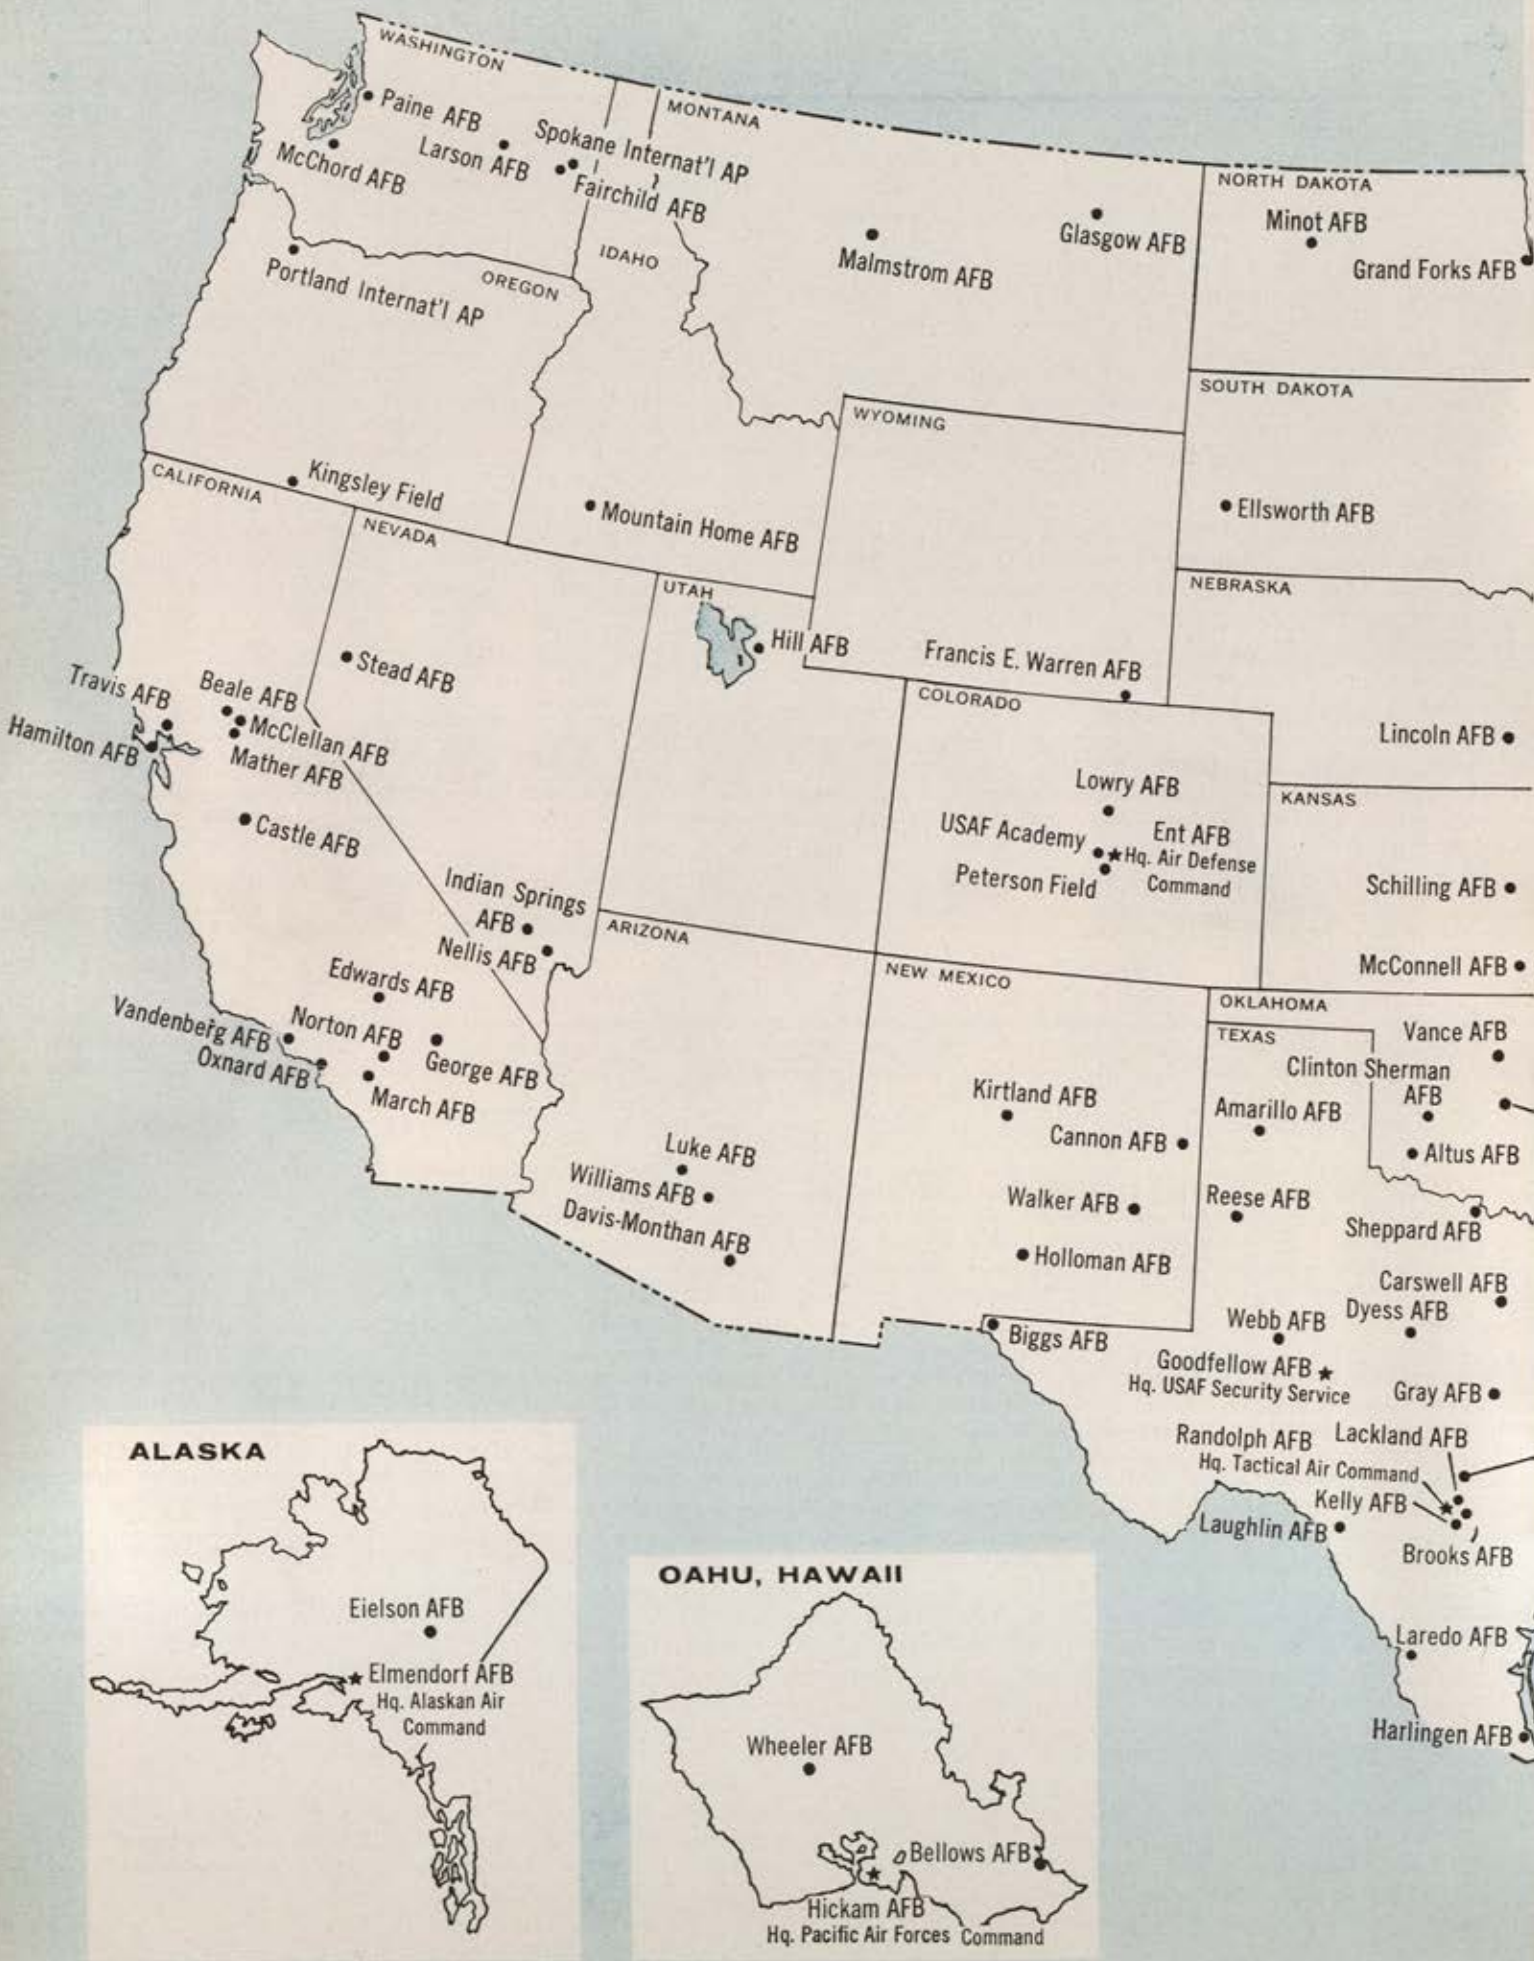 WASHINGTON
Paine AFB
McChord AFB
Larson AFB
Spokane Internat'l AP
Fairchild AFB
MONTANA
Malmstrom AFB
Glasgow AFB
NORTH DAKOTA
Minot AFB
Grand Forks AFB
IDAHO
OREGON
Portland Internat'l AP
Kingsley Field
Mountain Home AFB
WYOMING
Francis E. Warren AFB
SOUTH DAKOTA
Ellsworth AFB
NEBRASKA
Lincoln AFB
CALIFORNIA
NEVADA
Stead AFB
UTAH
Hill AFB
Travis AFB
Beale AFB
Hamilton AFB
McClellan AFB
Mather AFB
Castle AFB
Indian Springs
AFB
Nellis AFB
Edwards AFB
Vandenberg AFB
Norton AFB
Oxnard AFB
George AFB
March AFB
COLORADO
Lowry AFB
USAF Academy
Ent AFB
Hq. Air Defense
Command
Peterson Field
KANSAS
Schilling AFB
McConnell AFB
ARIZONA
Luke AFB
Williams AFB
Davis-Monthan AFB
NEW MEXICO
Kirtland AFB
Cannon AFB
Walker AFB
Holloman AFB
OKLAHOMA
Vance AFB
Clinton Sherman
AFB
Altus AFB
TEXAS
Amarillo AFB
Reese AFB
Sheppard AFB
Carswell AFB
Dyess AFB
Webb AFB
Biggs AFB
Goodfellow AFB
Hq. USAF Security Service
Gray AFB
Randolph AFB
Lackland AFB
Hq. Tactical Air Command
Kelly AFB
Laughlin AFB
Brooks AFB
Laredo AFB
Harlingen AFB
ALASKA
Eielson AFB
Elmendorf AFB
Hq. Alaskan Air
Command
OAHU, HAWAII
Wheeler AFB
Bellows AFB
Hickam AFB
Hq. Pacific Air Forces Command